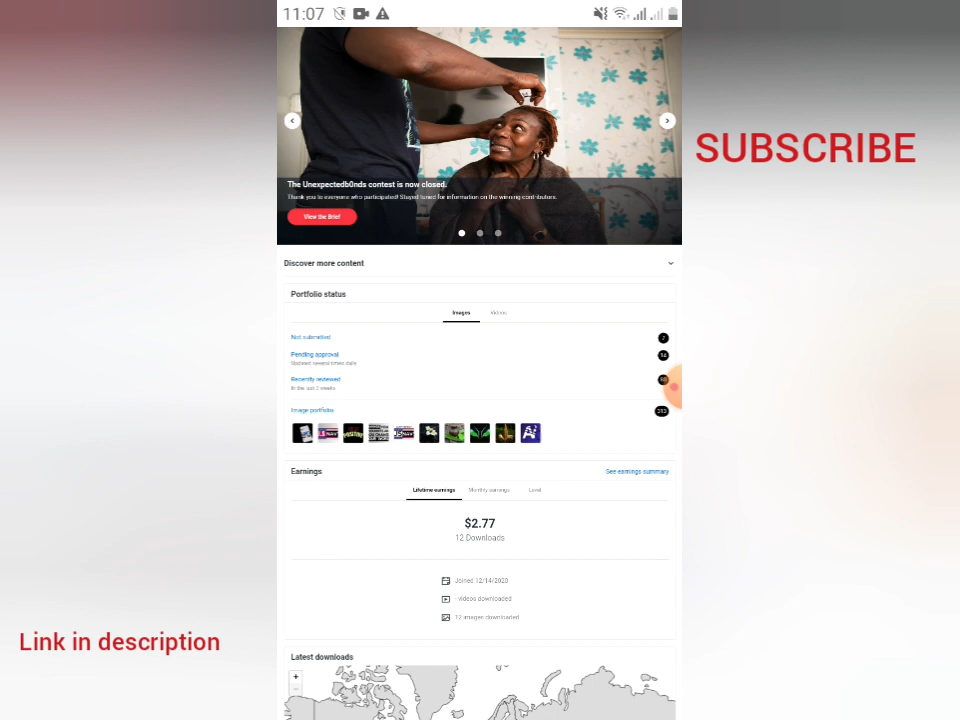 11:07
SUBSCRIBE
The Unexpectedb0nds contest is now closed.
Thank you to everyone who participated! Stayed tuned for information on the winning contributors.
View the Brief
Discover more content
Portfolio status
Images Videos
Not submitted 7
Pending approval 14
Updated several times daily
Recently reviewed
In the last 2 weeks
Image portfolios
Earnings See earnings summary
Lifetime earnings Monthly earnings Level
$2.77
12 Downloads
Joined 12/14/2020
- videos downloaded
12 images downloaded
Link in description
Latest downloads
+
−